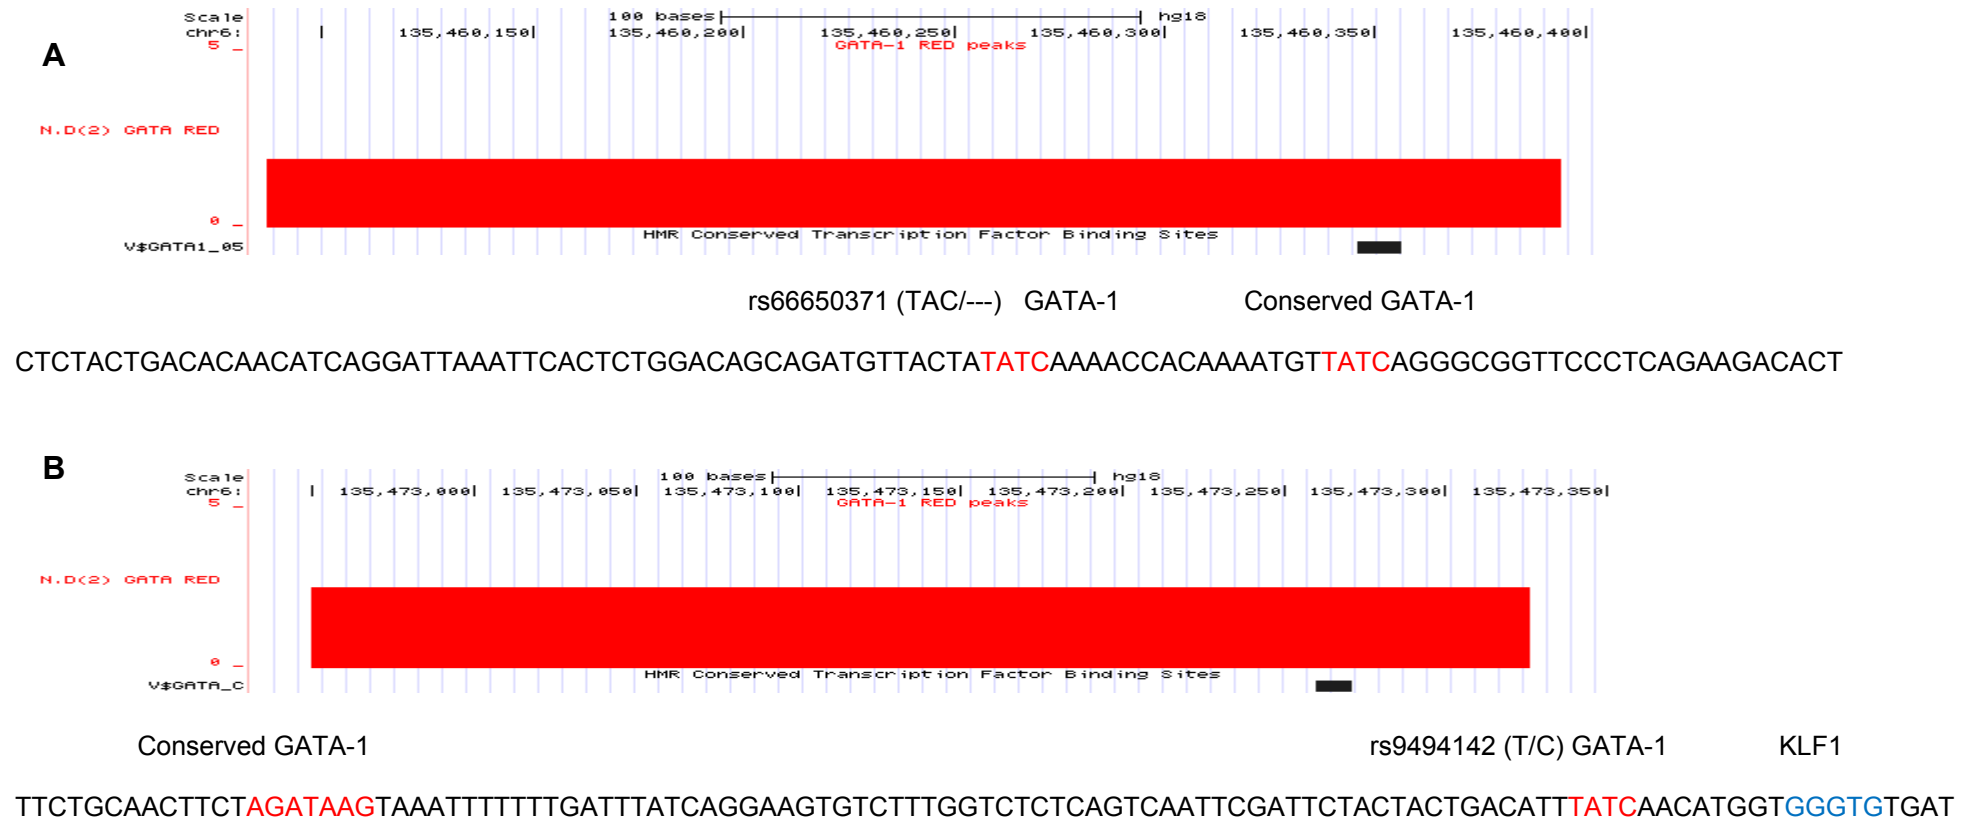 A
Scale 100 bases hg18
chr6: 135,460,150 135,460,200 135,460,250 135,460,300 135,460,350 135,460,400
5 _ GATA-1 RED peaks
N.D(2) GATA RED
0 _
HMR Conserved Transcription Factor Binding Sites
V$GATA1_05
rs66650371 (TAC/---) GATA-1 Conserved GATA-1
CTCTACTGACACAACATCAGGATTAAATTCACTCTGGACAGCAGATGTTACTATATCAAAACCACAAAATGTTATCAGGGCGGTTCCCTCAGAAGACACT
B
Scale 100 bases hg18
chr6: 135,473,000 135,473,050 135,473,100 135,473,150 135,473,200 135,473,250 135,473,300 135,473,350
5 _ GATA-1 RED peaks
N.D(2) GATA RED
0 _
HMR Conserved Transcription Factor Binding Sites
V$GATA_C
Conserved GATA-1 rs9494142 (T/C) GATA-1 KLF1
TTCTGCAACTTCTAGATAAGTAAATTTTTTTGATTTATCAGGAAGTGTCTTTGGTCTCTCAGTCAATTCGATTCTACTACTGACATTTATCAACATGGTGGGTGTGAT